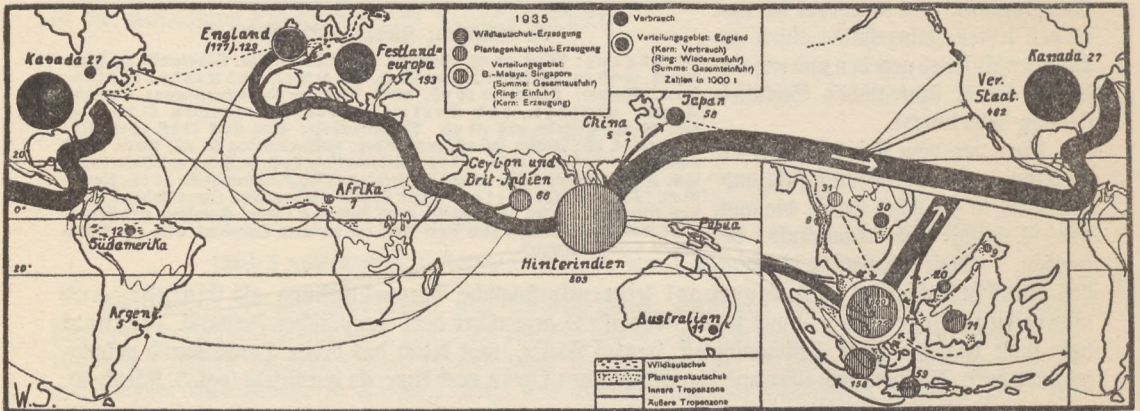 1935
Wildkautschuk-Erzeugung
Plantagenkautschuk-Erzeugung
Verteilungsgebiet:
B.-Malaya, Singapore
(Summe: Gesamtausfuhr)
(Ring: Einfuhr)
(Kern: Erzeugung)
Verbrauch
Verteilungsgebiet: England
(Kern: Verbrauch)
(Ring: Wiederausfuhr)
(Summe: Gesamteinfuhr)
Zahlen in 1000 t
England
(177) 129
Festland=
europa
193
Kanada 27
Kanada 27
Ver.
Staat.
462
Japan
58
China
5
20°
Ceylon und
Brit-Indien
68
Afrika
7
31
30
0°
12
Südamerika
Papua
20°
Hinterindien
803
20
9
71
Argent.
5
Australien
11
158
59
Wildkautschuk
Plantagenkautschuk
Innere Tropenzone
Äußere Tropenzone
W.S.